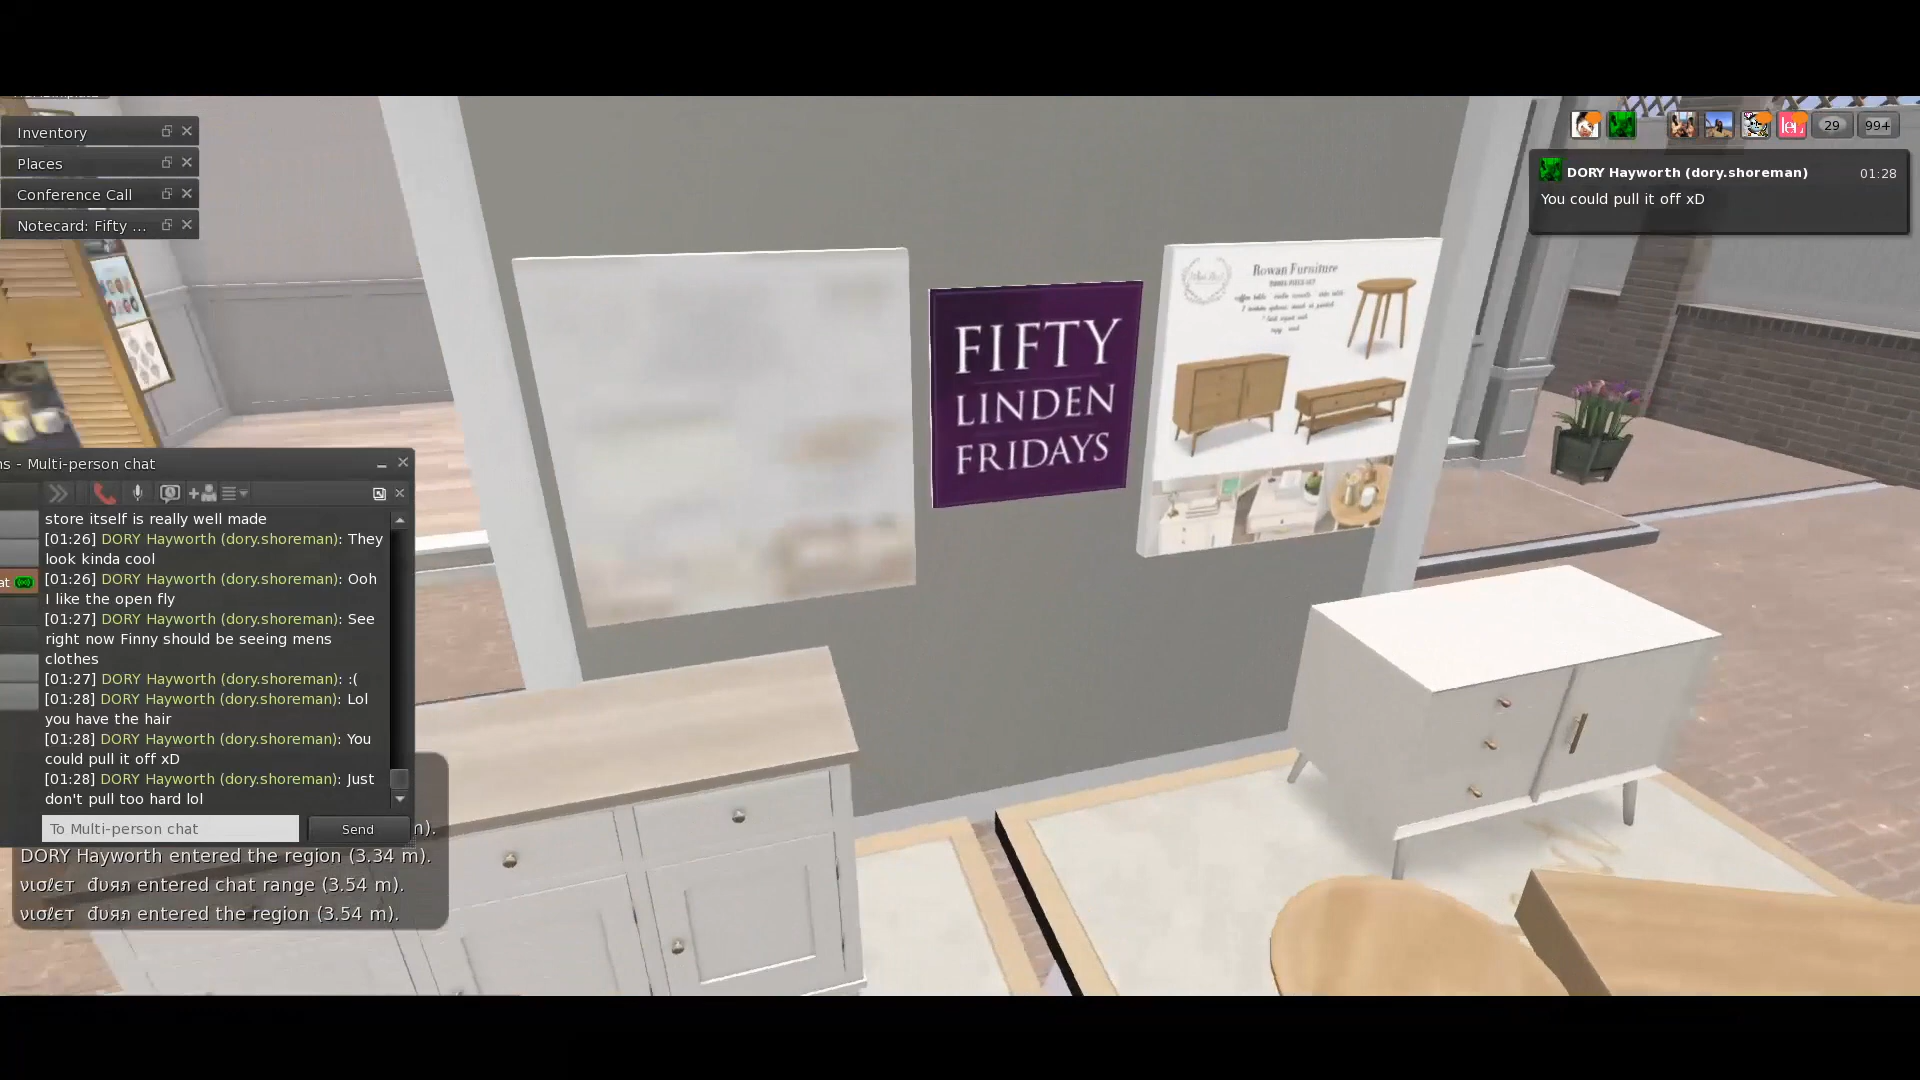 Inventory
Places
Conference Call
Notecard: Fifty ...
ns - Multi-person chat
store itself is really well made
[01:26] DORY Hayworth (dory.shoreman): They
look kinda cool
[01:26] DORY Hayworth (dory.shoreman): Ooh
I like the open fly
[01:27] DORY Hayworth (dory.shoreman): See
right now Finny should be seeing mens
clothes
[01:27] DORY Hayworth (dory.shoreman): :(
[01:28] DORY Hayworth (dory.shoreman): Lol
you have the hair
[01:28] DORY Hayworth (dory.shoreman): You
could pull it off xD
[01:28] DORY Hayworth (dory.shoreman): Just
don't pull too hard lol
at
To Multi-person chat
Send
m).
DORY Hayworth entered the region (3.34 m).
νισℓєт ∂υяя entered chat range (3.54 m).
νισℓєт ∂υяя entered the region (3.54 m).
FIFTY
LINDEN
FRIDAYS
Rowan Furniture
29
99+
DORY Hayworth (dory.shoreman)
01:28
You could pull it off xD